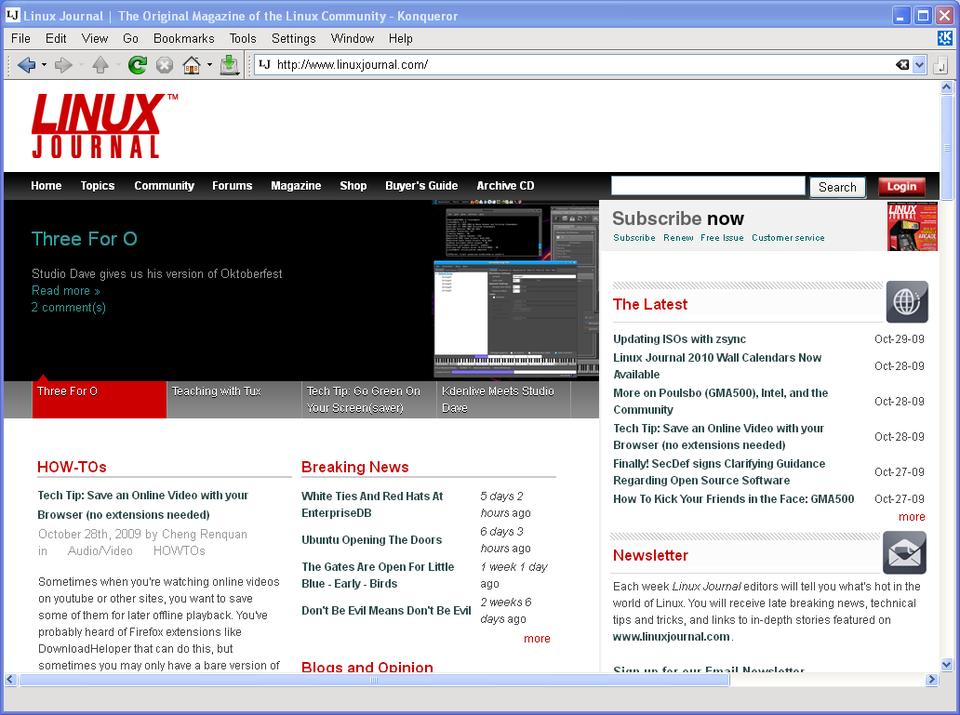 LJ Linux Journal | The Original Magazine of the Linux Community - Konqueror
File Edit View Go Bookmarks Tools Settings Window Help
LJ http://www.linuxjournal.com/
LINUX™
JOURNAL
Home Topics Community Forums Magazine Shop Buyer's Guide Archive CD
Search Login
Three For O
Studio Dave gives us his version of Oktoberfest
Read more »
2 comment(s)
Three For O
Teaching with Tux
Tech Tip: Go Green On
Your Screen(saver)
Kdenlive Meets Studio
Dave
HOW-TOs
Tech Tip: Save an Online Video with your
Browser (no extensions needed)
October 28th, 2009 by Cheng Renquan
in Audio/Video HOWTOs
Sometimes when you're watching online videos
on youtube or other sites, you want to save
some of them for later offline playback. You've
probably heard of Firefox extensions like
DownloadHeloper that can do this, but
sometimes you may only have a bare version of
Breaking News
White Ties And Red Hats At
EnterpriseDB
5 days 2
hours ago
Ubuntu Opening The Doors
6 days 3
hours ago
The Gates Are Open For Little
Blue - Early - Birds
1 week 1 day
ago
Don't Be Evil Means Don't Be Evil
2 weeks 6
days ago
more
Blogs and Opinion
Subscribe now
Subscribe Renew Free Issue Customer service
LINUX
JOURNAL
The Latest
Updating ISOs with zsync Oct-29-09
Linux Journal 2010 Wall Calendars Now
Available
Oct-28-09
More on Poulsbo (GMA500), Intel, and the
Community
Oct-28-09
Tech Tip: Save an Online Video with your
Browser (no extensions needed)
Oct-28-09
Finally! SecDef signs Clarifying Guidance
Regarding Open Source Software
Oct-27-09
How To Kick Your Friends in the Face: GMA500 Oct-27-09
more
Newsletter
Each week Linux Journal editors will tell you what's hot in the
world of Linux. You will receive late breaking news, technical
tips and tricks, and links to in-depth stories featured on
www.linuxjournal.com.
Sign up for our Email Newsletter